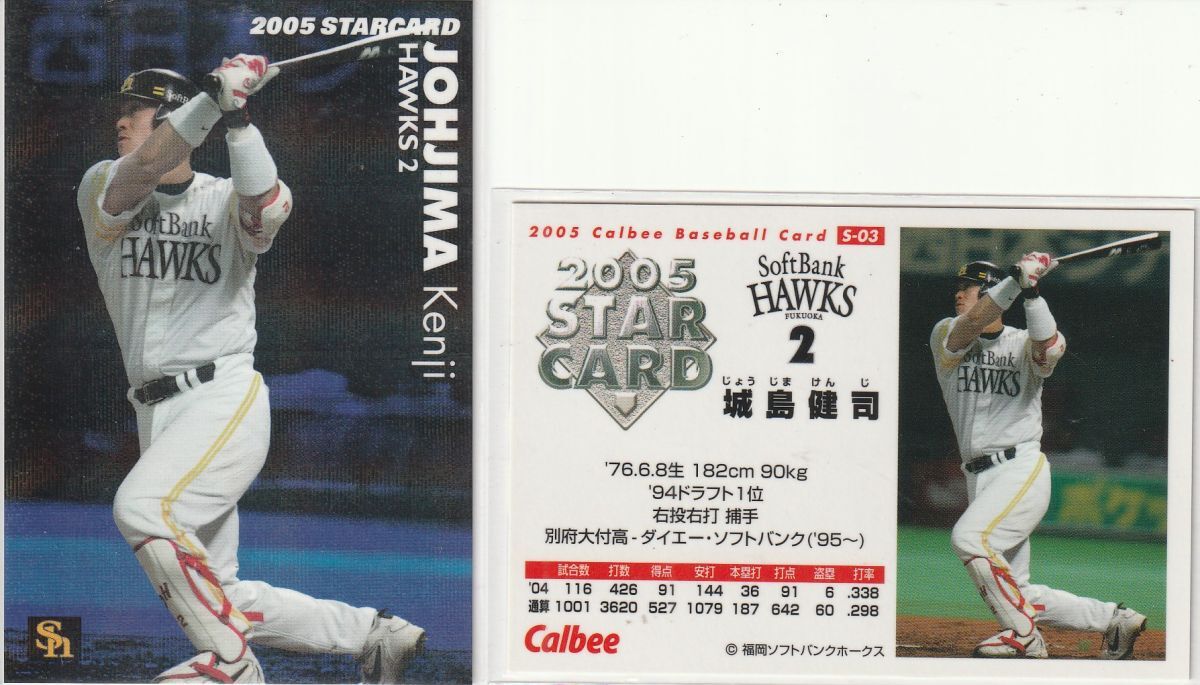 2005 STARCARD
JOHJIMA Kenji
HAWKS 2
SoftBank
SoftBank
HAWKS
2
Sh
2005 Calbee Baseball Card S-03
2005
STAR
CARD
SoftBank
HAWKS
FUKUOKA
2
じょう じま けん じ
城島健司
'76.6.8生 182cm 90kg
'94ドラフト1位
右投右打 捕手
別府大付高-ダイエー・ソフトバンク('95〜)
試合数 打数 得点 安打 本塁打 打点 盗塁 打率
'04 116 426 91 144 36 91 6 .338
通算 1001 3620 527 1079 187 642 60 .298
Calbee
© 福岡ソフトバンクホークス
SoftBank
HAWKS